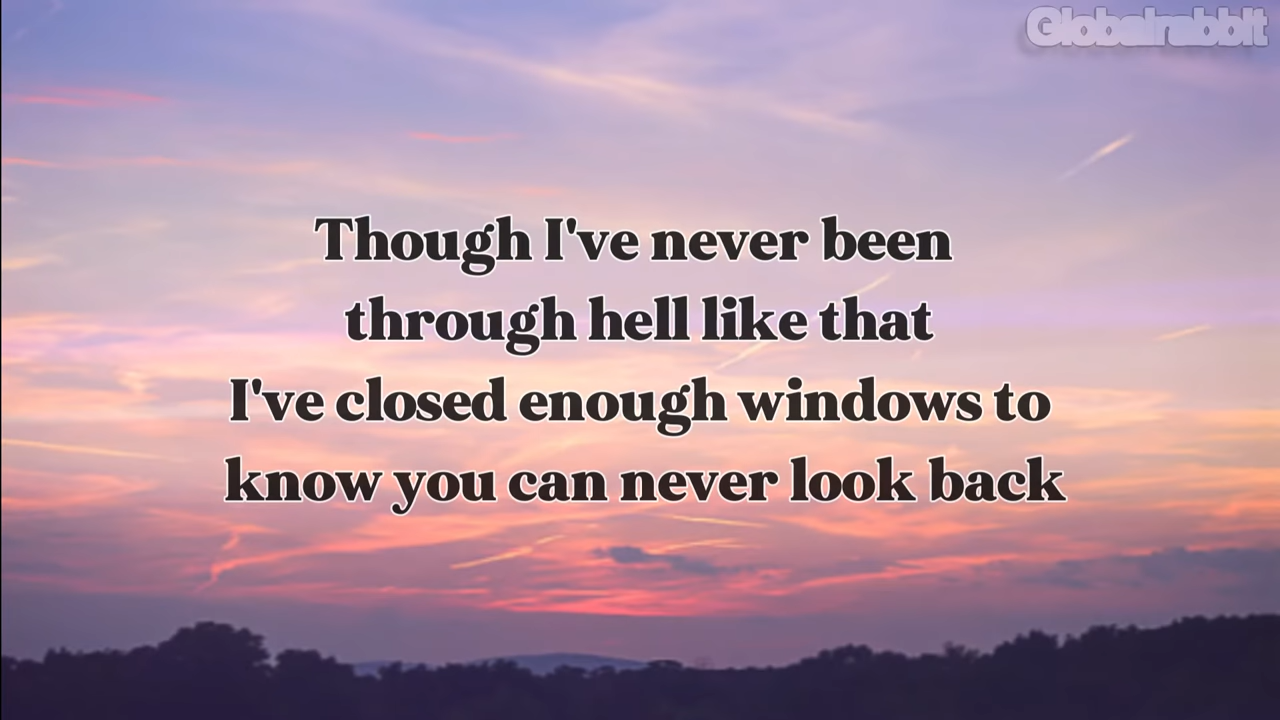 Globalrabbit
Though I've never been
through hell like that
I've closed enough windows to
know you can never look back